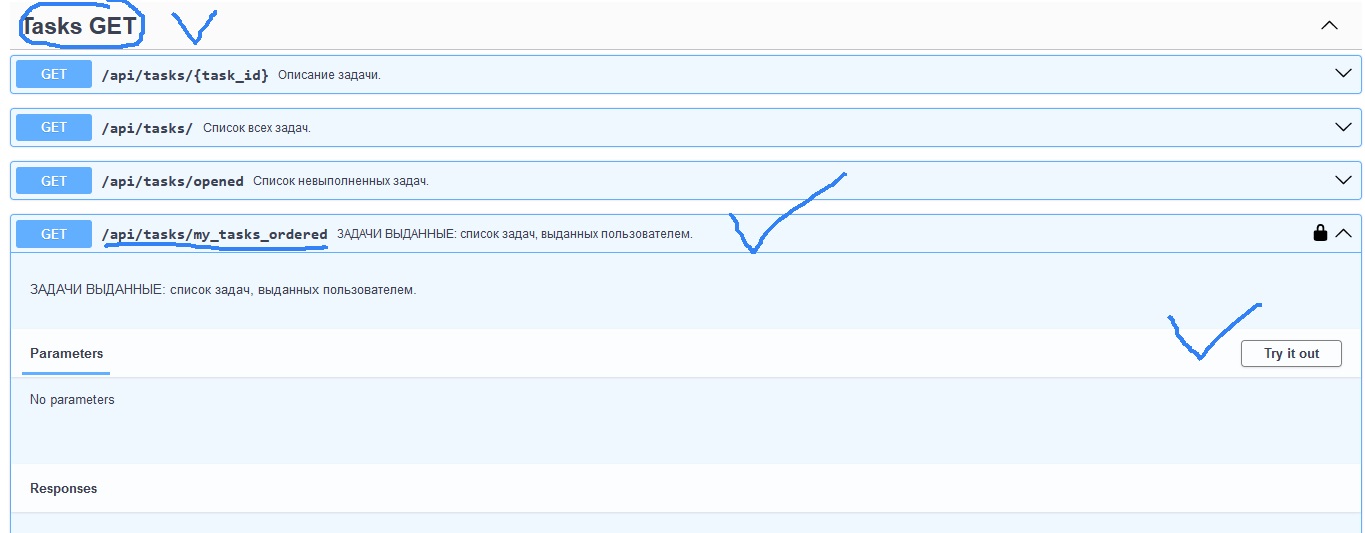 Tasks GET
GET /api/tasks/{task_id} Описание задачи.
GET /api/tasks/ Список всех задач.
GET /api/tasks/opened Список невыполненных задач.
GET /api/tasks/my_tasks_ordered ЗАДАЧИ ВЫДАННЫЕ: список задач, выданных пользователем.
ЗАДАЧИ ВЫДАННЫЕ: список задач, выданных пользователем.
Parameters Try it out
No parameters
Responses